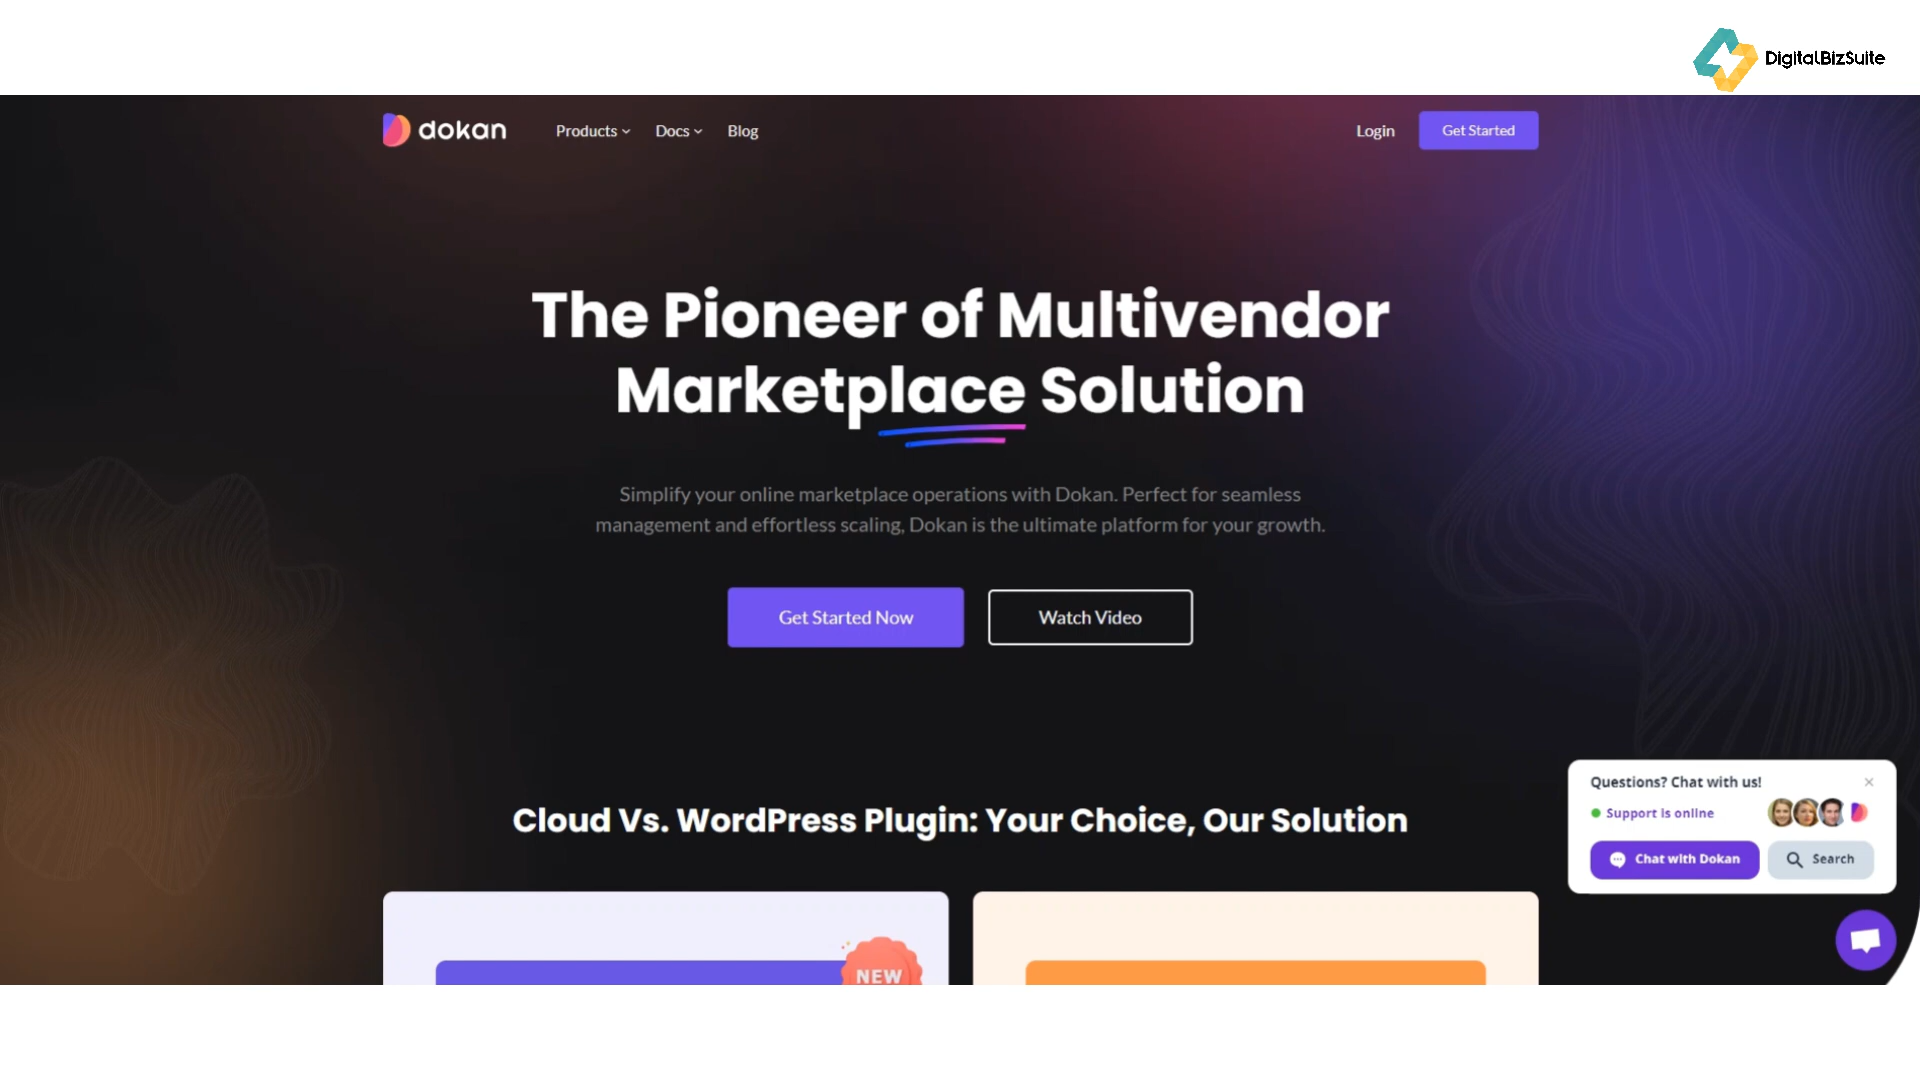 DigitalBizSuite
dokan
Products
Docs
Blog
Login
Get Started
The Pioneer of Multivendor
Marketplace Solution
Simplify your online marketplace operations with Dokan. Perfect for seamless
management and effortless scaling, Dokan is the ultimate platform for your growth.
Get Started Now
Watch Video
Cloud Vs. WordPress Plugin: Your Choice, Our Solution
NEW
Questions? Chat with us!
Support is online
Chat with Dokan
Search